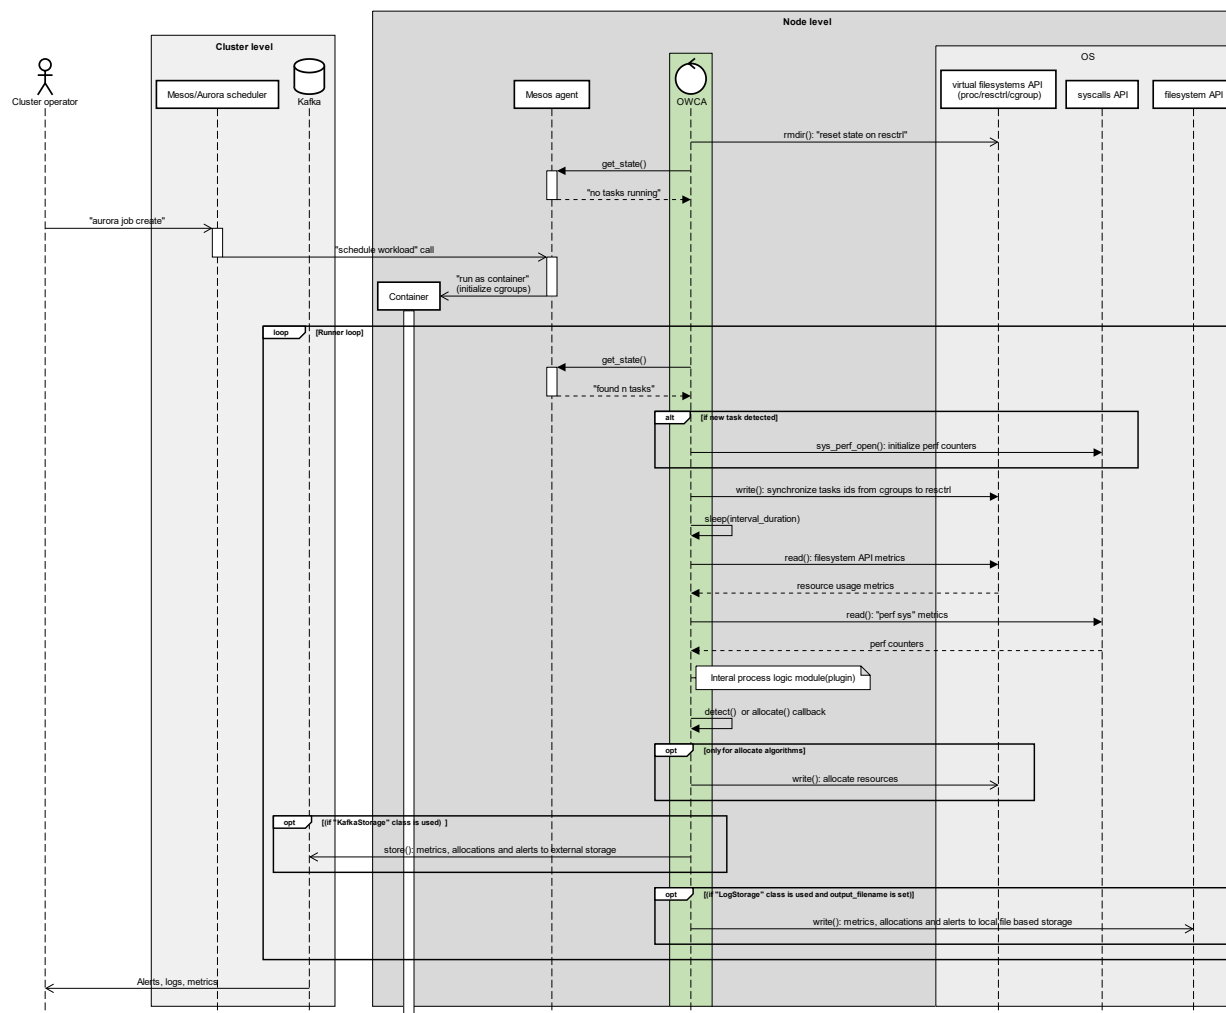 Node level
Cluster level
OS
Cluster operator
Mesos/Aurora scheduler
Kafka
Mesos agent
OWCA
virtual filesystems API
(proc/resctrl/cgroup)
syscalls API
filesystem API
rmdir(): "reset state on resctrl"
get_state()
"no tasks running"
"aurora job create"
"schedule workload" call
"run as container"
(initialize cgroups)
Container
loop
[Runner loop]
get_state()
"found n tasks"
alt
[if new task detected]
sys_perf_open(): initialize perf counters
write(): synchronize tasks ids from cgroups to resctrl
sleep(interval_duration)
read(): filesystem API metrics
resource usage metrics
read(): "perf sys" metrics
perf counters
Interal process logic module(plugin)
detect() or allocate() callback
opt
[only for allocate algorithms]
write(): allocate resources
opt
[(if "KafkaStorage" class is used) ]
store(): metrics, allocations and alerts to external storage
opt
[(if "LogStorage" class is used and output_filename is set)]
write(): metrics, allocations and alerts to local file based storage
Alerts, logs, metrics